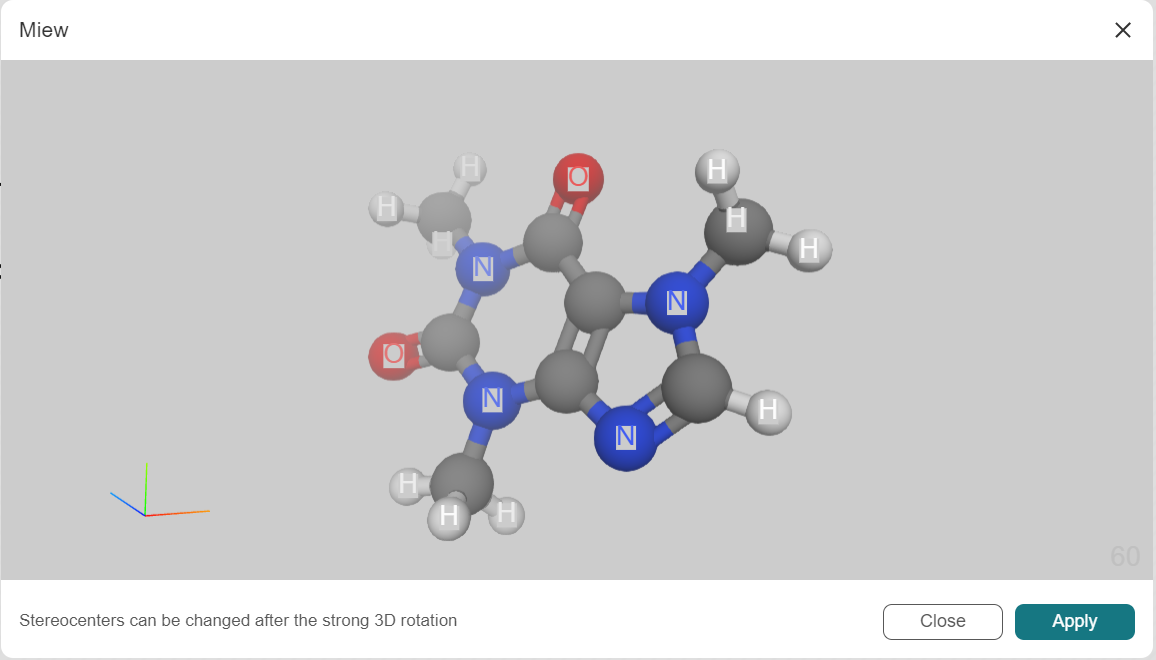 Miew
H
H
O
H
H
H
H
H
N
N
O
N
N
H
H
H
H
60
Stereocenters can be changed after the strong 3D rotation
Close
Apply